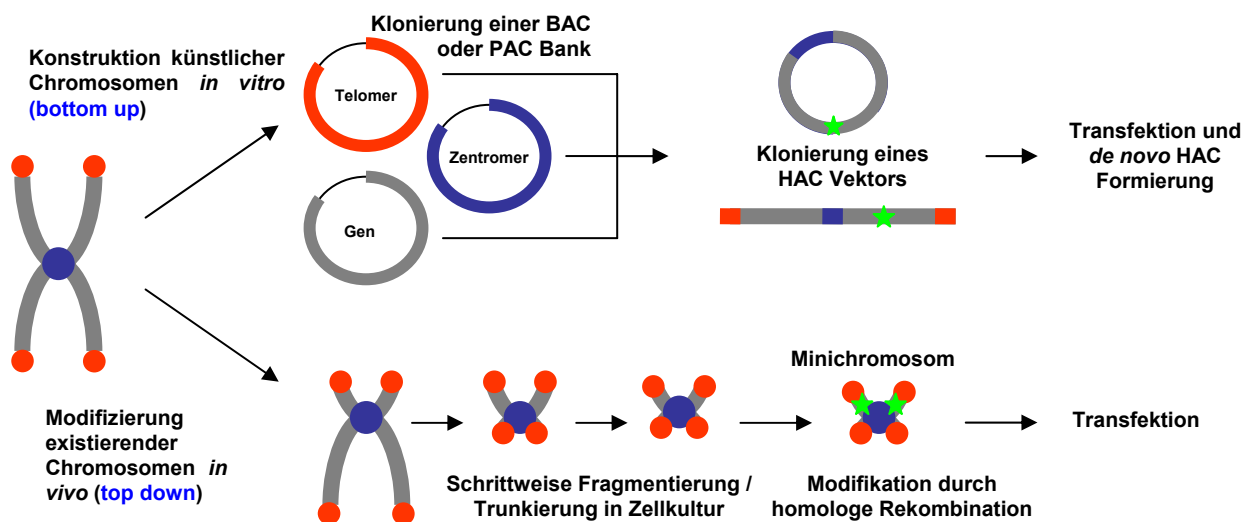 Konstruktion künstlicher
Chromosomen in vitro
(bottom up)
Klonierung einer BAC
oder PAC Bank
Telomer
Zentromer
Gen
Klonierung eines
HAC Vektors
Transfektion und
de novo HAC
Formierung
Modifizierung
existierender
Chromosomen in
vivo (top down)
Schrittweise Fragmentierung /
Trunkierung in Zellkultur
Minichromosom
Modifikation durch
homologe Rekombination
Transfektion